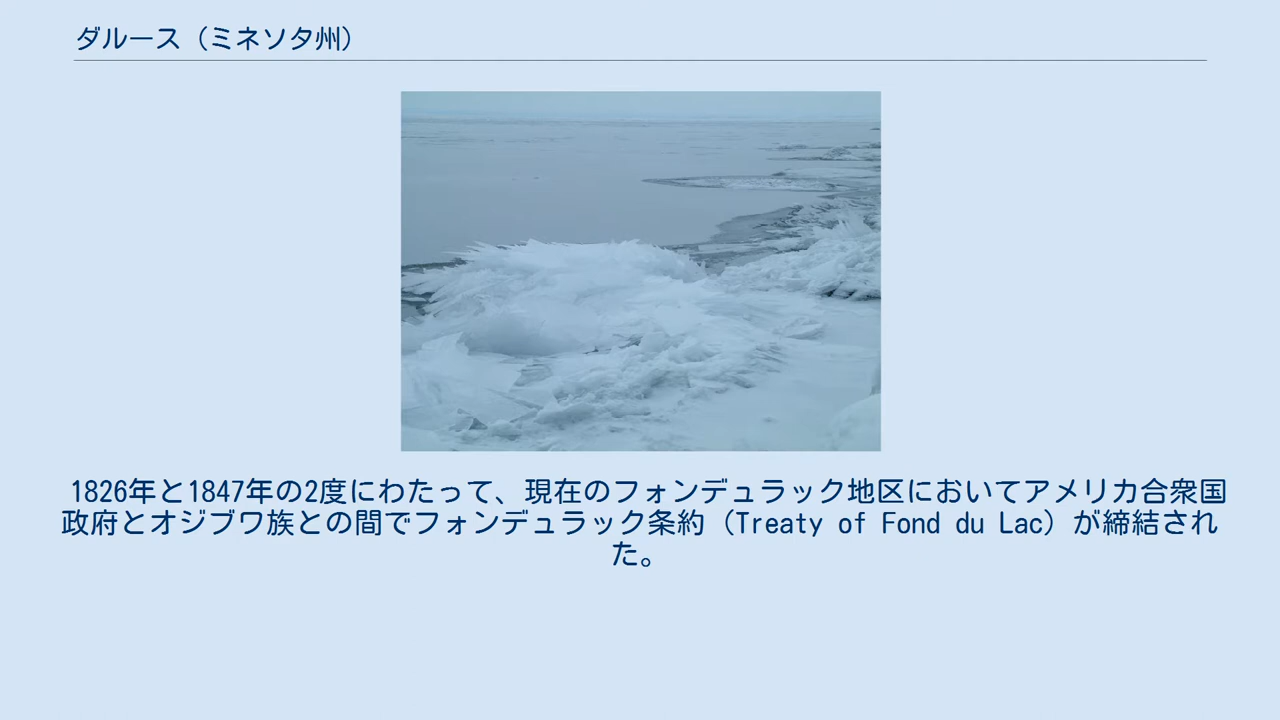 ダルース（ミネソタ州）
1826年と1847年の2度にわたって、現在のフォンデュラック地区においてアメリカ合衆国
政府とオジブワ族との間でフォンデュラック条約（Treaty of Fond du Lac）が締結され
た。